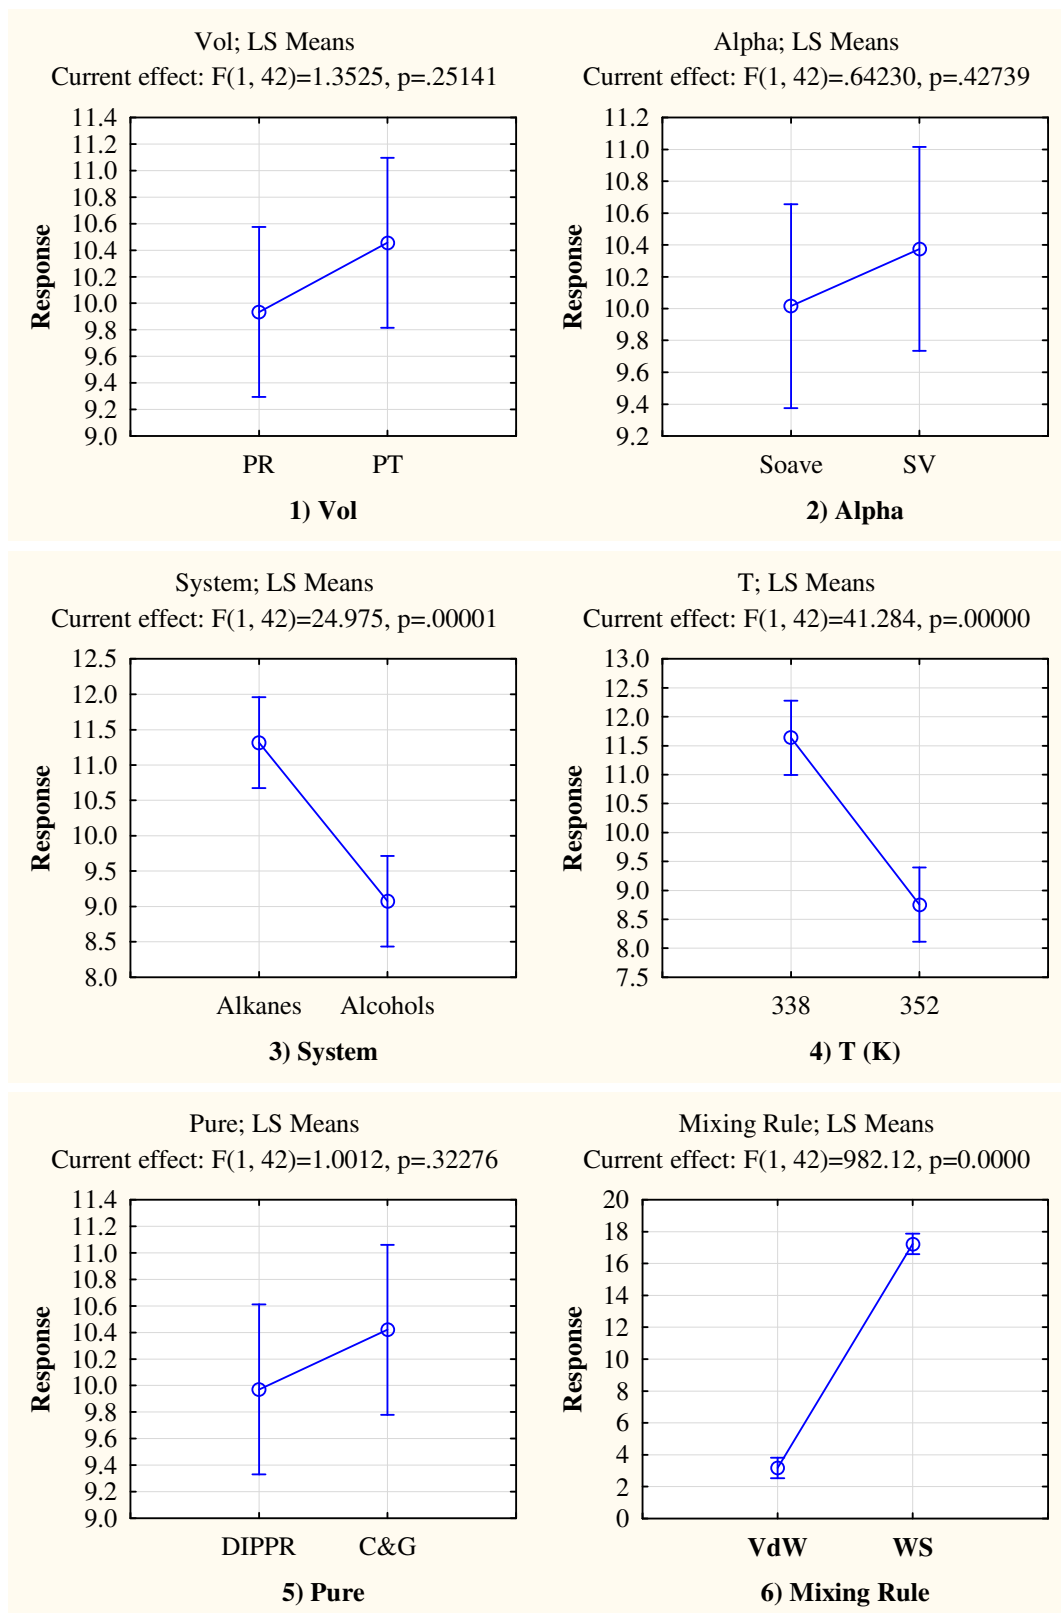 Vol; LS Means
Current effect: F(1, 42)=1.3525, p=.25141
11.4
11.2
11.0
10.8
10.6
10.4
10.2
10.0
9.8
9.6
9.4
9.2
9.0
Response
PR PT
1) Vol
Alpha; LS Means
Current effect: F(1, 42)=.64230, p=.42739
11.2
11.0
10.8
10.6
10.4
10.2
10.0
9.8
9.6
9.4
9.2
Response
Soave SV
2) Alpha
System; LS Means
Current effect: F(1, 42)=24.975, p=.00001
12.5
12.0
11.5
11.0
10.5
10.0
9.5
9.0
8.5
8.0
Response
Alkanes Alcohols
3) System
T; LS Means
Current effect: F(1, 42)=41.284, p=.00000
13.0
12.5
12.0
11.5
11.0
10.5
10.0
9.5
9.0
8.5
8.0
7.5
Response
338 352
4) T (K)
Pure; LS Means
Current effect: F(1, 42)=1.0012, p=.32276
11.4
11.2
11.0
10.8
10.6
10.4
10.2
10.0
9.8
9.6
9.4
9.2
9.0
Response
DIPPR C&G
5) Pure
Mixing Rule; LS Means
Current effect: F(1, 42)=982.12, p=0.0000
20
18
16
14
12
10
8
6
4
2
0
Response
VdW WS
6) Mixing Rule